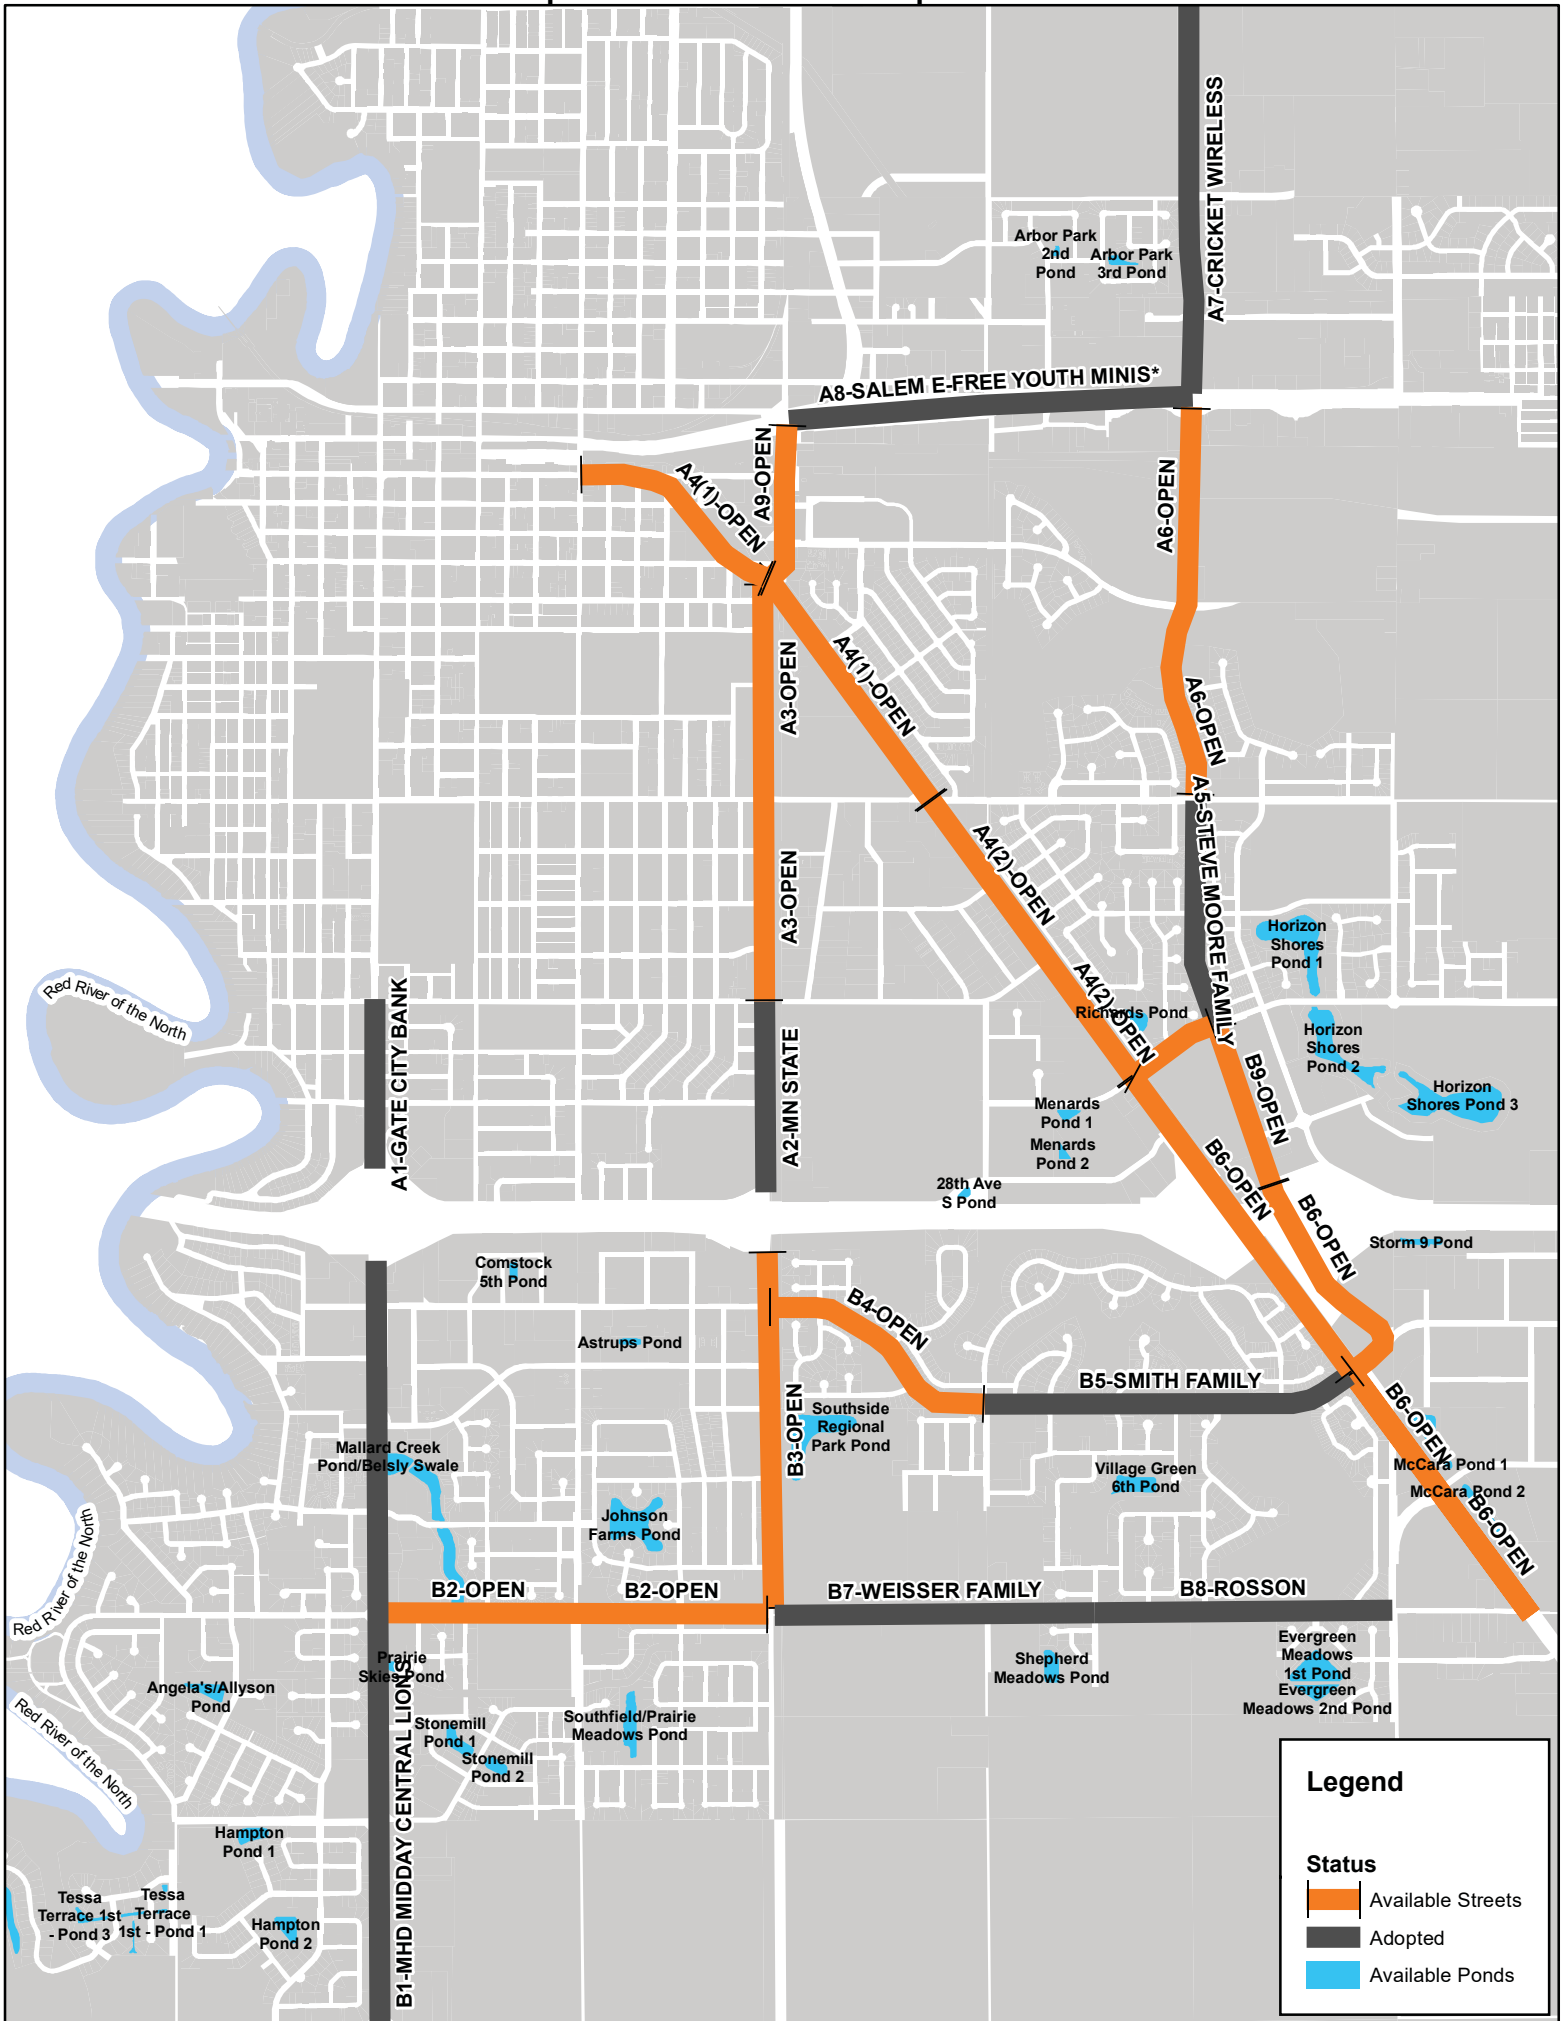 A7-CRICKET WIRELESS
Arbor Park
2nd
Pond
Arbor Park
3rd Pond
A8-SALEM E-FREE YOUTH MINIS*
A9-OPEN
A4(1)-OPEN
A6-OPEN
A3-OPEN
A4(1)-OPEN
A6-OPEN
A5-STEVE MOORE FAMILY
A4(2)-OPEN
A3-OPEN
Horizon
Shores
Pond 1
Red River of the North
A1-GATE CITY BANK
A4(2)-OPEN
Richards Pond
A2-MN STATE
Horizon
Shores
Pond 2
B9-OPEN
Horizon
Shores Pond 3
Menards
Pond 1
Menards
Pond 2
B6-OPEN
28th Ave
S Pond
B6-OPEN
Storm 9 Pond
Comstock
5th Pond
Astrups Pond
B4-OPEN
B5-SMITH FAMILY
B3-OPEN
Southside
Regional
Park Pond
B6-OPEN
Mallard Creek
Pond/Belsly Swale
McCara Pond 1
Village Green
6th Pond
McCara Pond 2
B6-OPEN
Johnson
Farms Pond
Red River of the North
B2-OPEN
B2-OPEN
B7-WEISSER FAMILY
B8-ROSSON
Prairie
Skies Pond
Shepherd
Meadows Pond
Evergreen
Meadows
1st Pond
Evergreen
Meadows 2nd Pond
Angela's/Allyson
Pond
Red River of the North
B1-MHD MIDDAY CENTRAL LIONS
Stonemill
Pond 1
Stonemill
Pond 2
Southfield/Prairie
Meadows Pond
Hampton
Pond 1
Tessa
Terrace 1st
- Pond 3
Tessa
Terrace
1st - Pond 1
Hampton
Pond 2
Legend
Status
Available Streets
Adopted
Available Ponds